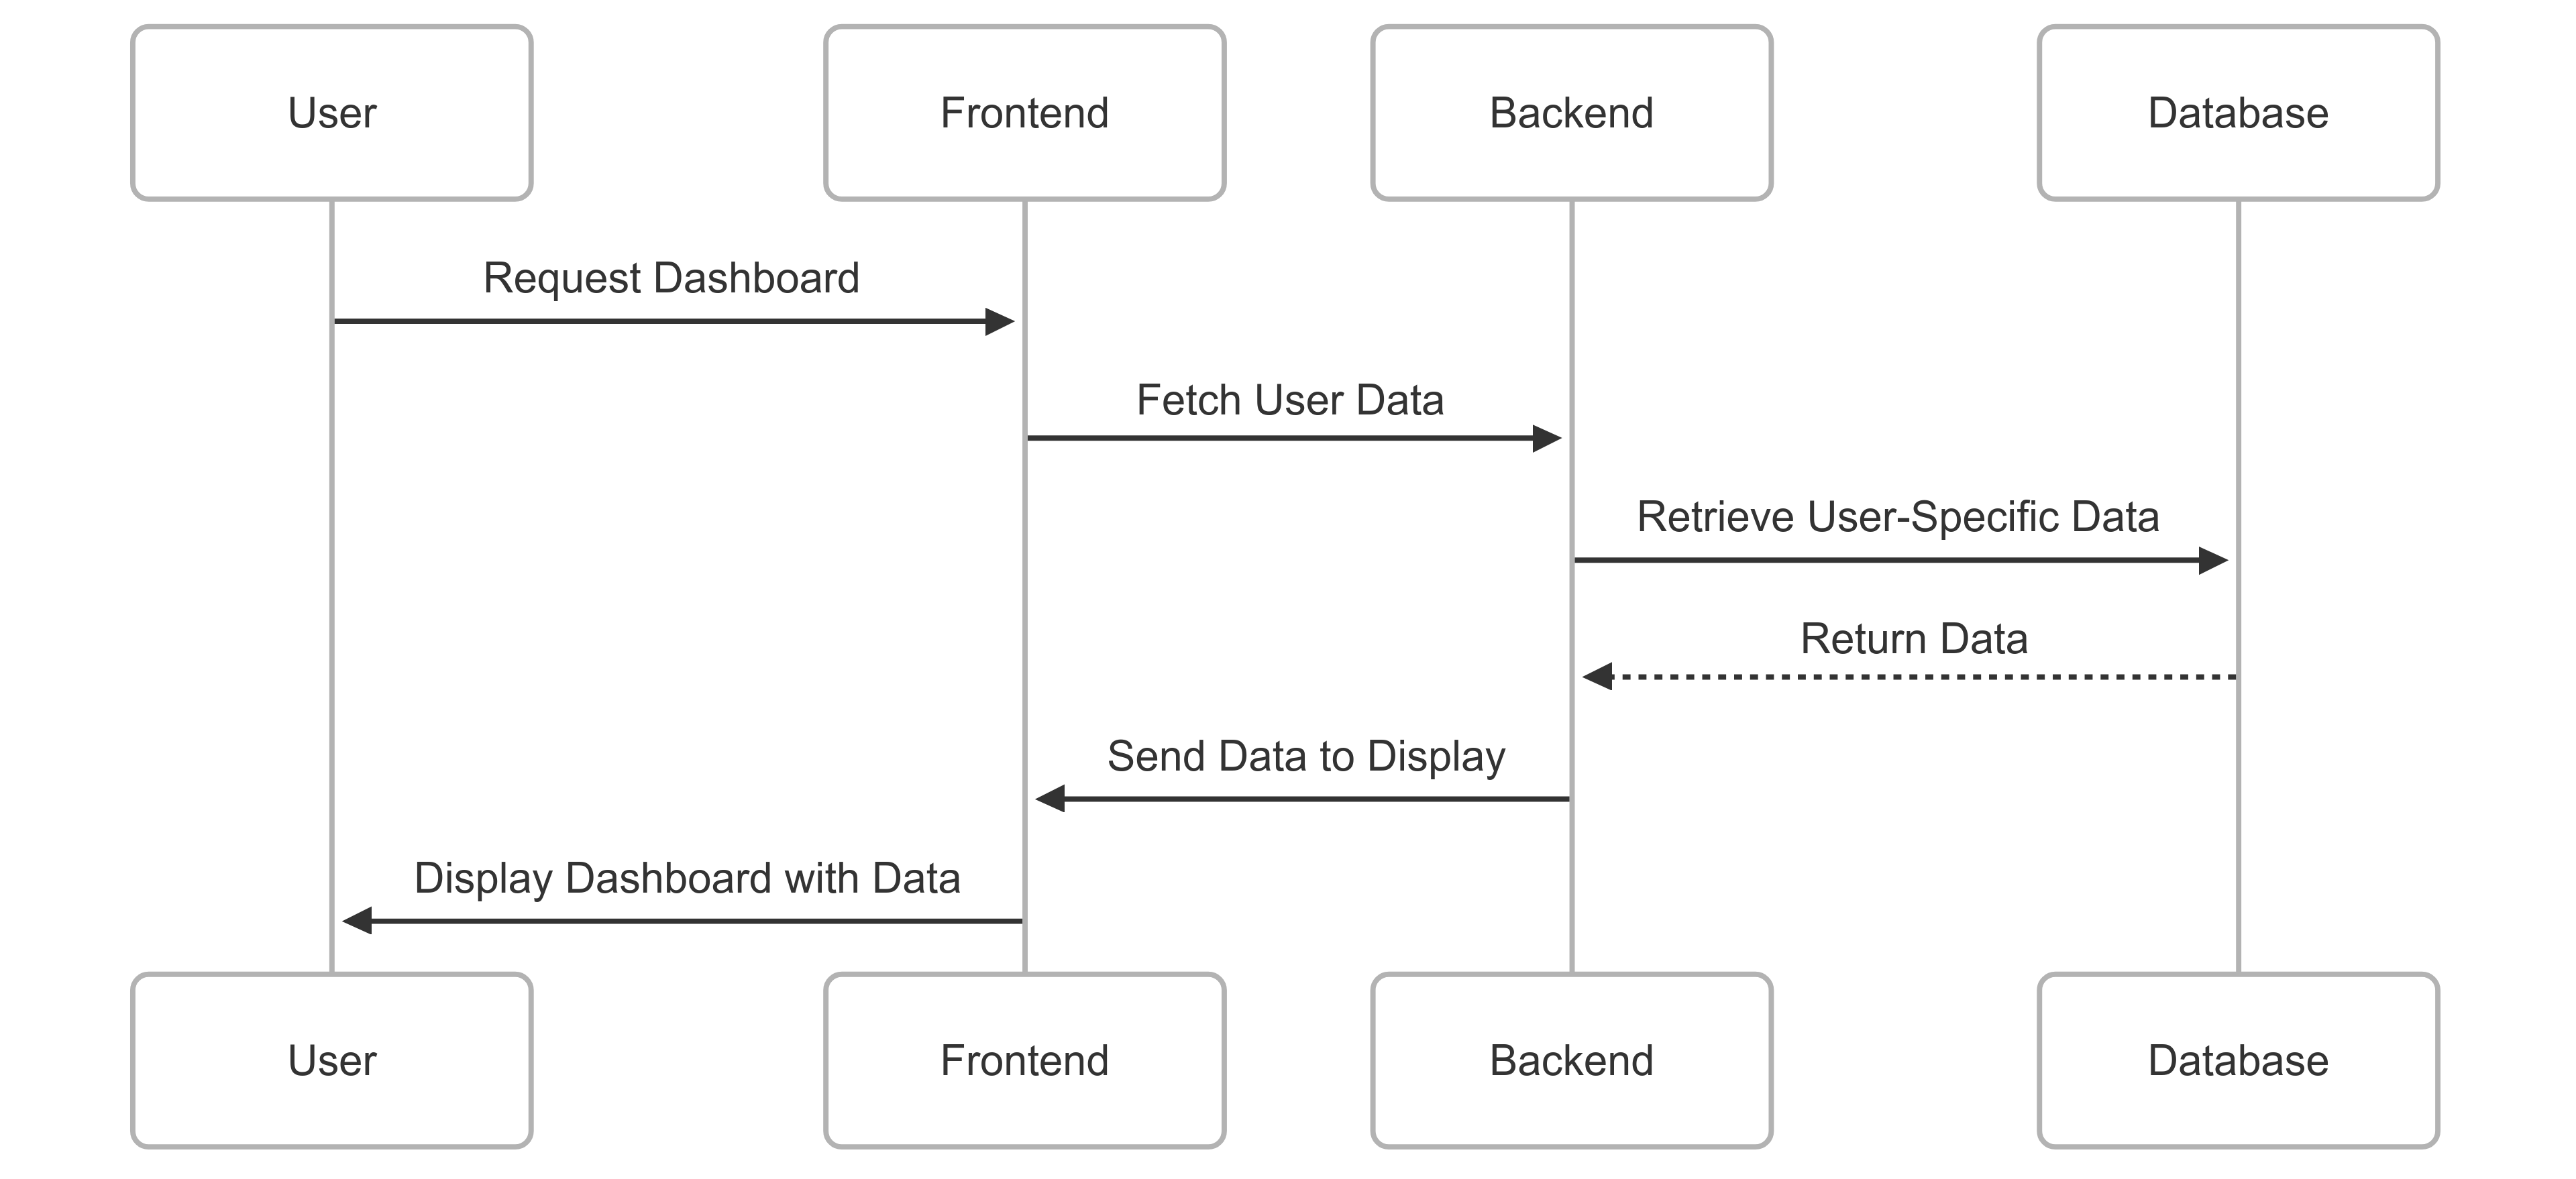 User
Frontend
Backend
Database
Request Dashboard
Fetch User Data
Retrieve User-Specific Data
Return Data
Send Data to Display
Display Dashboard with Data
User
Frontend
Backend
Database